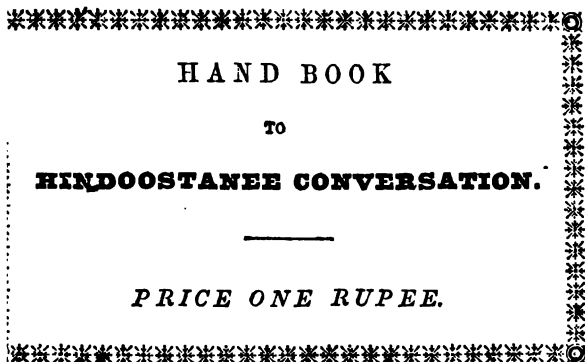 HAND BOOK
TO
HINDOOSTANEE CONVERSATION.
PRICE ONE RUPEE.